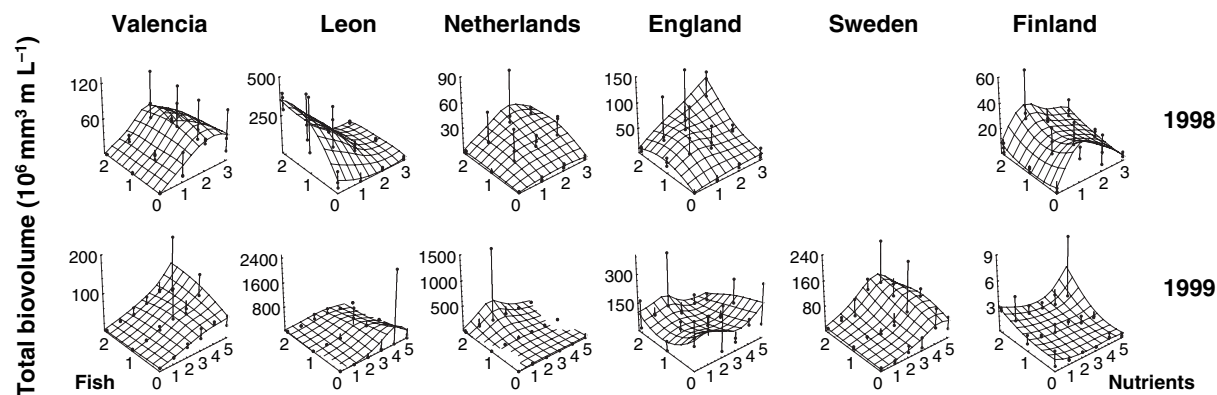 Valencia Leon Netherlands England Sweden Finland
Total biovolume (10⁶ mm³ m L⁻¹)
120 500 90 150 60
60 250 60 100 40
30 50 20
1998
2 3 2 3 2 3 2 3 2 3
1 2 1 2 1 2 1 2 1 2
0 1 0 1 0 1 0 1 0 1
200 2400 1500 300 240 9
100 1600 1000 150 160 6
800 500 80 3
1999
2 2 2 2 2 2
1 1 1 1 1 1
0 1 2 3 4 5 0 1 2 3 4 5 0 1 2 3 4 5 0 1 2 3 4 5 0 1 2 3 4 5 0 1 2 3 4 5
Fish Nutrients